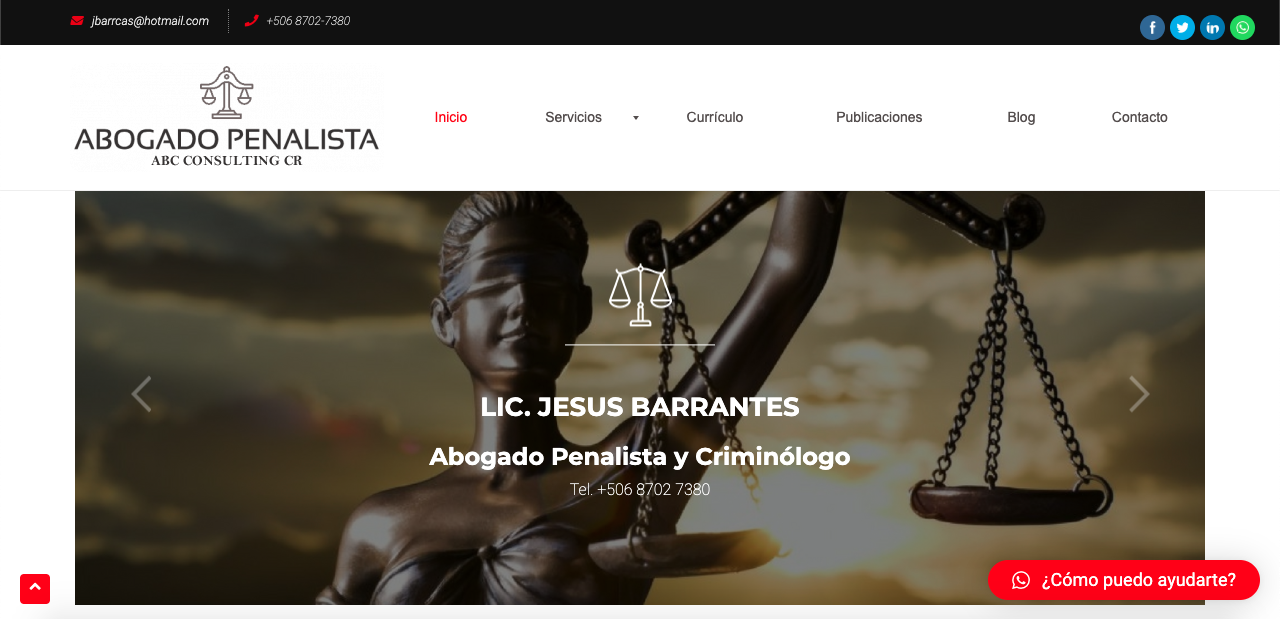 jbarrcas@hotmail.com
+506 8702-7380
ABOGADO PENALISTA
ABC CONSULTING CR
Inicio
Servicios
Currículo
Publicaciones
Blog
Contacto
LIC. JESUS BARRANTES
Abogado Penalista y Criminólogo
Tel. +506 8702 7380
¿Cómo puedo ayudarte?